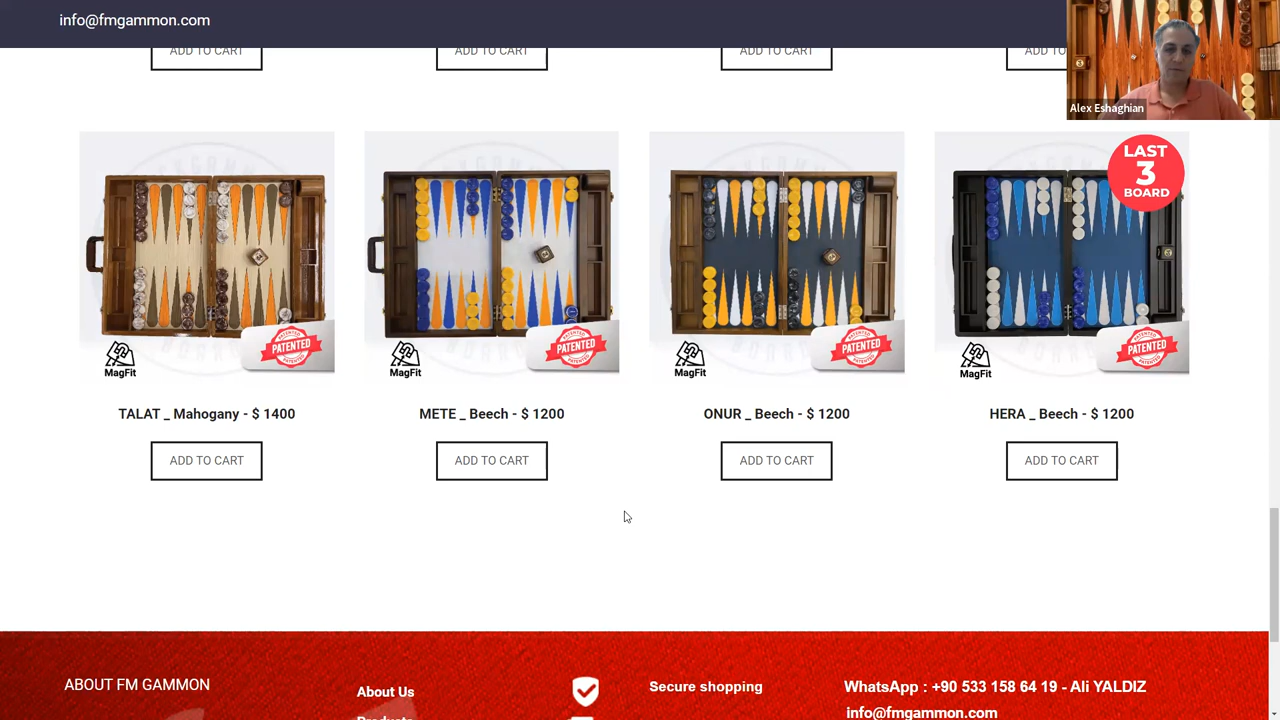 info@fmgammon.com
Alex Eshaghian
ADD TO CART
ADD TO CART
ADD TO CART
ADD TO
LAST
3
BOARD
PATENTED
PATENTED
PATENTED
PATENTED
MagFit
MagFit
MagFit
MagFit
TALAT _ Mahogany - $ 1400
METE _ Beech - $ 1200
ONUR _ Beech - $ 1200
HERA _ Beech - $ 1200
ADD TO CART
ADD TO CART
ADD TO CART
ADD TO CART
ABOUT FM GAMMON
About Us
Products
Secure shopping
WhatsApp : +90 533 158 64 19 - Ali YALDIZ
info@fmgammon.com